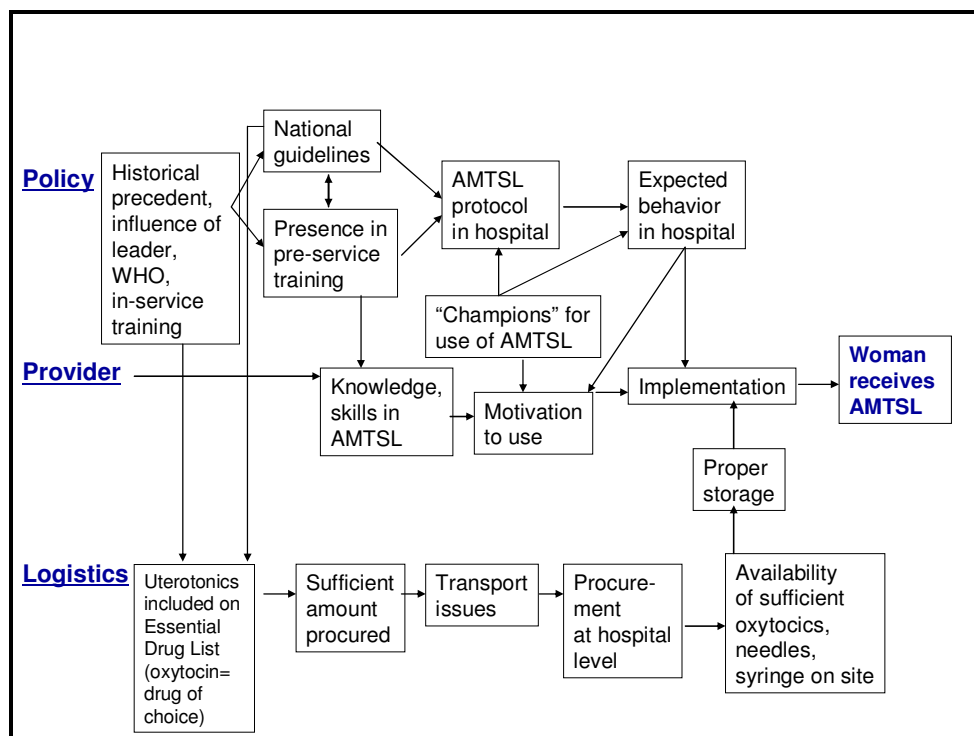 Policy
Historical
precedent,
influence of
leader,
WHO,
in-service
training
National
guidelines
Presence in
pre-service
training
AMTSL
protocol
in hospital
Expected
behavior
in hospital
“Champions” for
use of AMTSL
Provider
Knowledge,
skills in
AMTSL
Motivation
to use
Implementation
Woman
receives
AMTSL
Proper
storage
Logistics
Uterotonics
included on
Essential
Drug List
(oxytocin=
drug of
choice)
Sufficient
amount
procured
Transport
issues
Procure-
ment
at hospital
level
Availability
of sufficient
oxytocics,
needles,
syringe on site